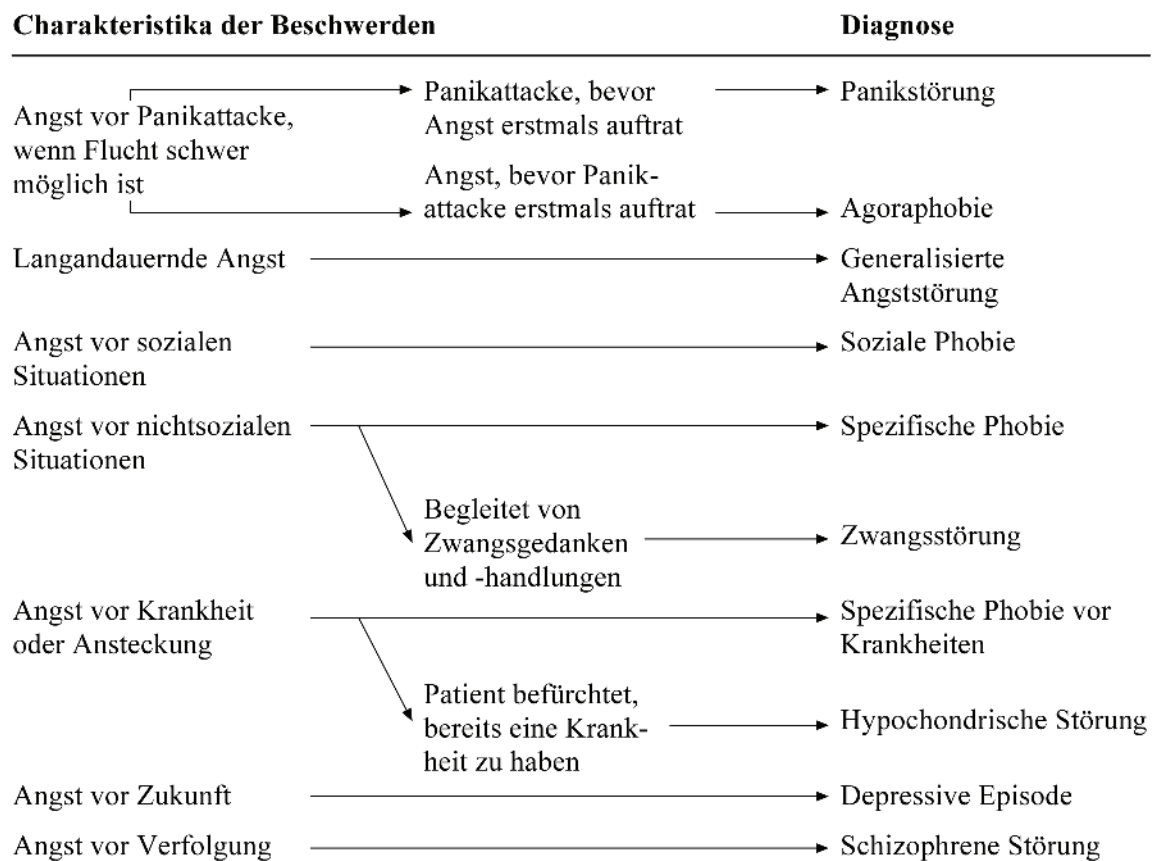 Charakteristika der Beschwerden
Diagnose
Angst vor Panikattacke,
wenn Flucht schwer
möglich ist
Panikattacke, bevor
Angst erstmals auftrat
Panikstörung
Angst, bevor Panik-
attacke erstmals auftrat
Agoraphobie
Langandauernde Angst
Generalisierte
Angststörung
Angst vor sozialen
Situationen
Soziale Phobie
Angst vor nichtsozialen
Situationen
Spezifische Phobie
Begleitet von
Zwangsgedanken
und -handlungen
Zwangsstörung
Angst vor Krankheit
oder Ansteckung
Spezifische Phobie vor
Krankheiten
Patient befürchtet,
bereits eine Krank-
heit zu haben
Hypochondrische Störung
Angst vor Zukunft
Depressive Episode
Angst vor Verfolgung
Schizophrene Störung